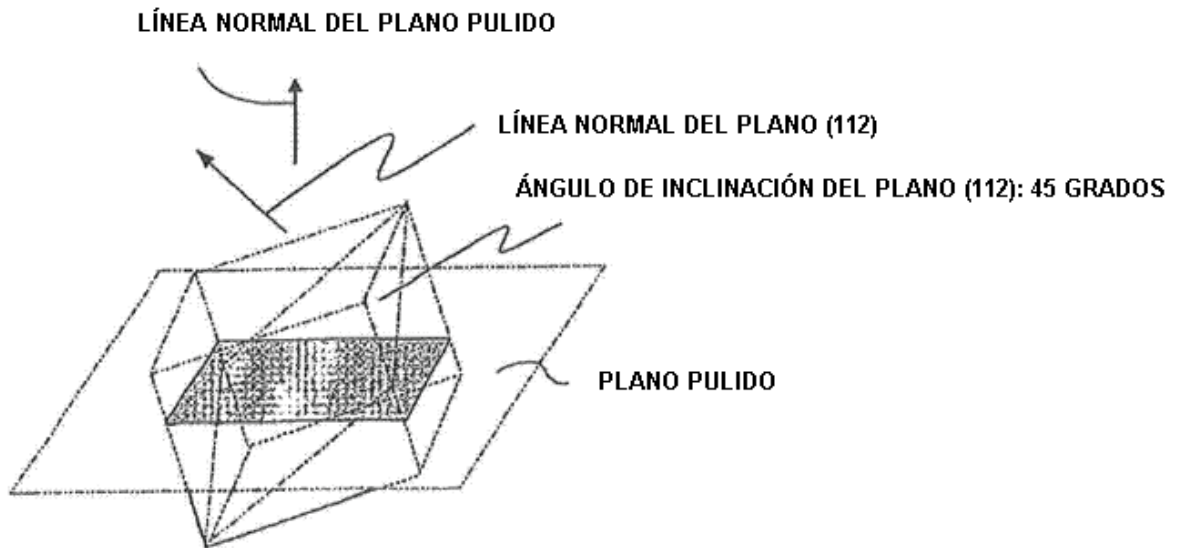 LÍNEA NORMAL DEL PLANO PULIDO
LÍNEA NORMAL DEL PLANO (112)
ÁNGULO DE INCLINACIÓN DEL PLANO (112): 45 GRADOS
PLANO PULIDO